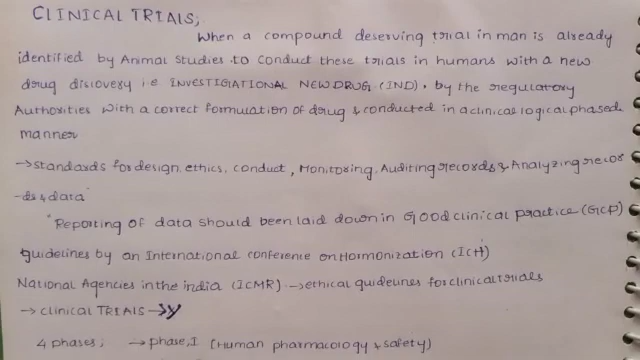 CLINICAL TRIALS;
When a compound deserving trial in man is already
identified by Animal Studies to conduct these trials in humans with a new
drug discovery i.e INVESTIGATIONAL NEW DRUG (IND), by the regulatory
Authorities with a correct formulation of drug & conducted in a clinical logical phased
manner
→ standards for design, ethics, conduct, Monitoring, Auditing records & Analyzing recor
-ds & data
" Reporting of data should been laid down in Good clinical practice (GCP)
guidelines by an International conference on Harmonization (ICH)
National Agencies in the india (ICMR) → ethical guidelines for clinical trials
→ clinical TRIALS →
4 phases; → phase, I (Human pharmacology & safety)